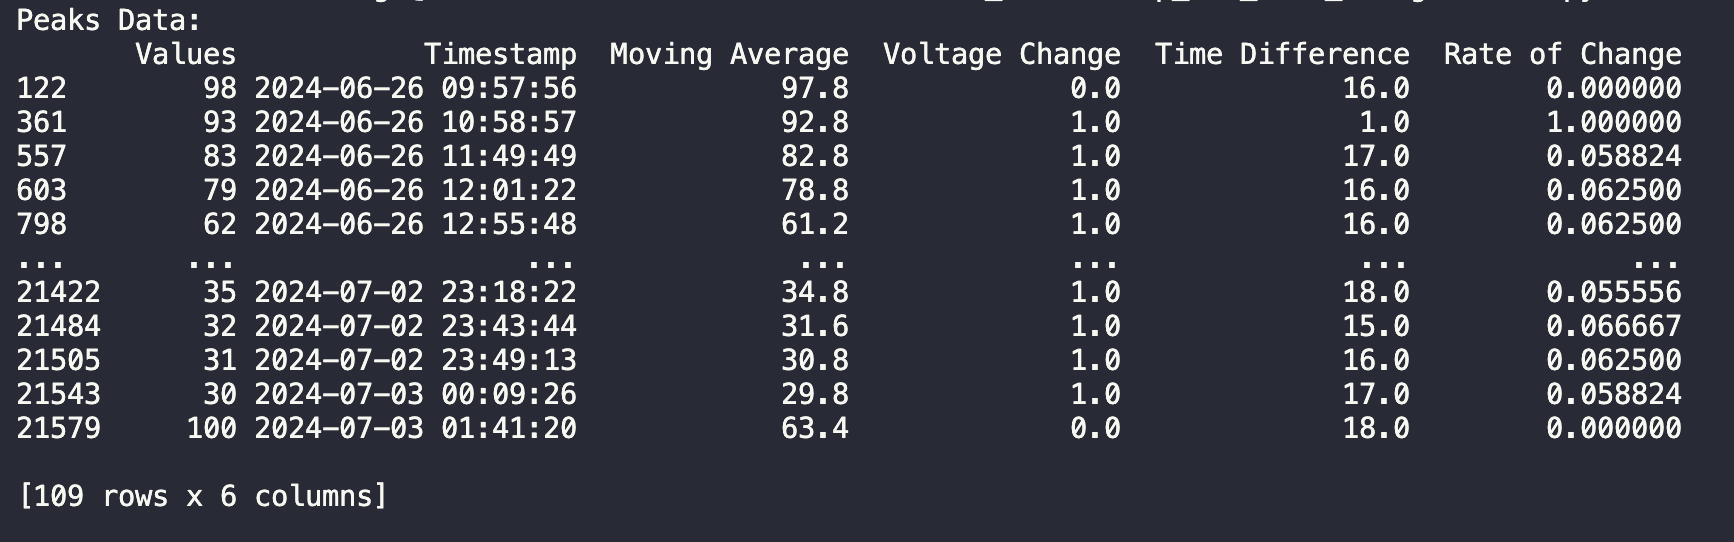 Peaks Data:
Values Timestamp Moving Average Voltage Change Time Difference Rate of Change
122 98 2024-06-26 09:57:56 97.8 0.0 16.0 0.000000
361 93 2024-06-26 10:58:57 92.8 1.0 1.0 1.000000
557 83 2024-06-26 11:49:49 82.8 1.0 17.0 0.058824
603 79 2024-06-26 12:01:22 78.8 1.0 16.0 0.062500
798 62 2024-06-26 12:55:48 61.2 1.0 16.0 0.062500
... ... ... ... ... ... ...
21422 35 2024-07-02 23:18:22 34.8 1.0 18.0 0.055556
21484 32 2024-07-02 23:43:44 31.6 1.0 15.0 0.066667
21505 31 2024-07-02 23:49:13 30.8 1.0 16.0 0.062500
21543 30 2024-07-03 00:09:26 29.8 1.0 17.0 0.058824
21579 100 2024-07-03 01:41:20 63.4 0.0 18.0 0.000000
[109 rows x 6 columns]